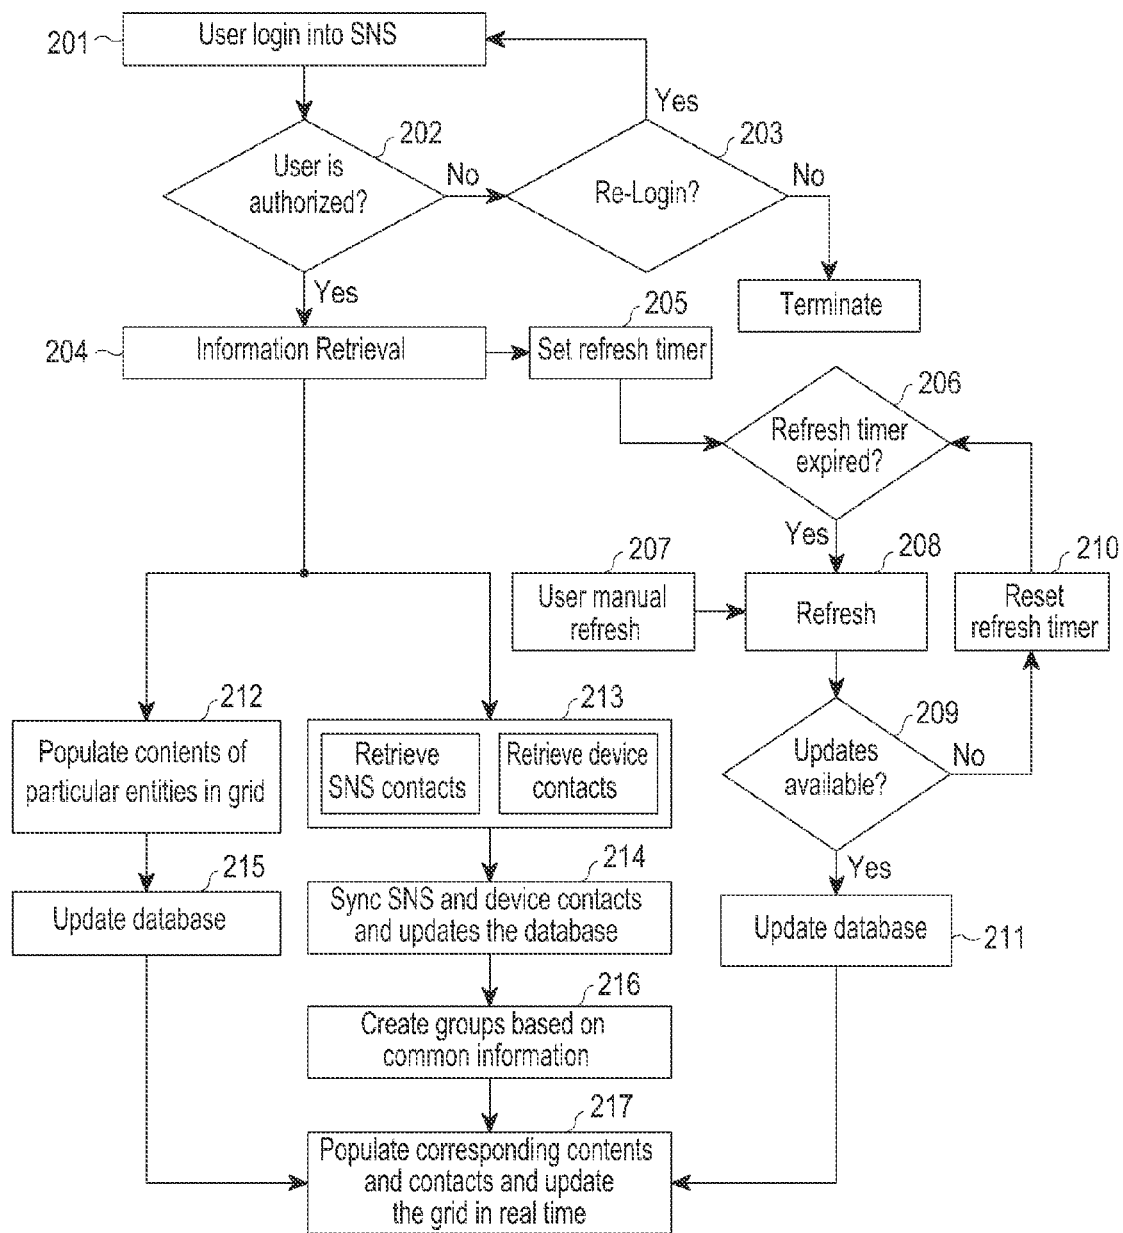 201
User login into SNS
Yes
202
203
User is
authorized?
No
Re-Login?
No
Yes
Terminate
204
Information Retrieval
205
Set refresh timer
206
Refresh timer
expired?
Yes
207
User manual
refresh
208
Refresh
210
Reset
refresh timer
209
Updates
available?
No
Yes
212
Populate contents of
particular entities in grid
213
Retrieve
SNS contacts
Retrieve device
contacts
215
Update database
214
Sync SNS and device contacts
and updates the database
Update database
211
216
Create groups based on
common information
217
Populate corresponding contents
and contacts and update
the grid in real time